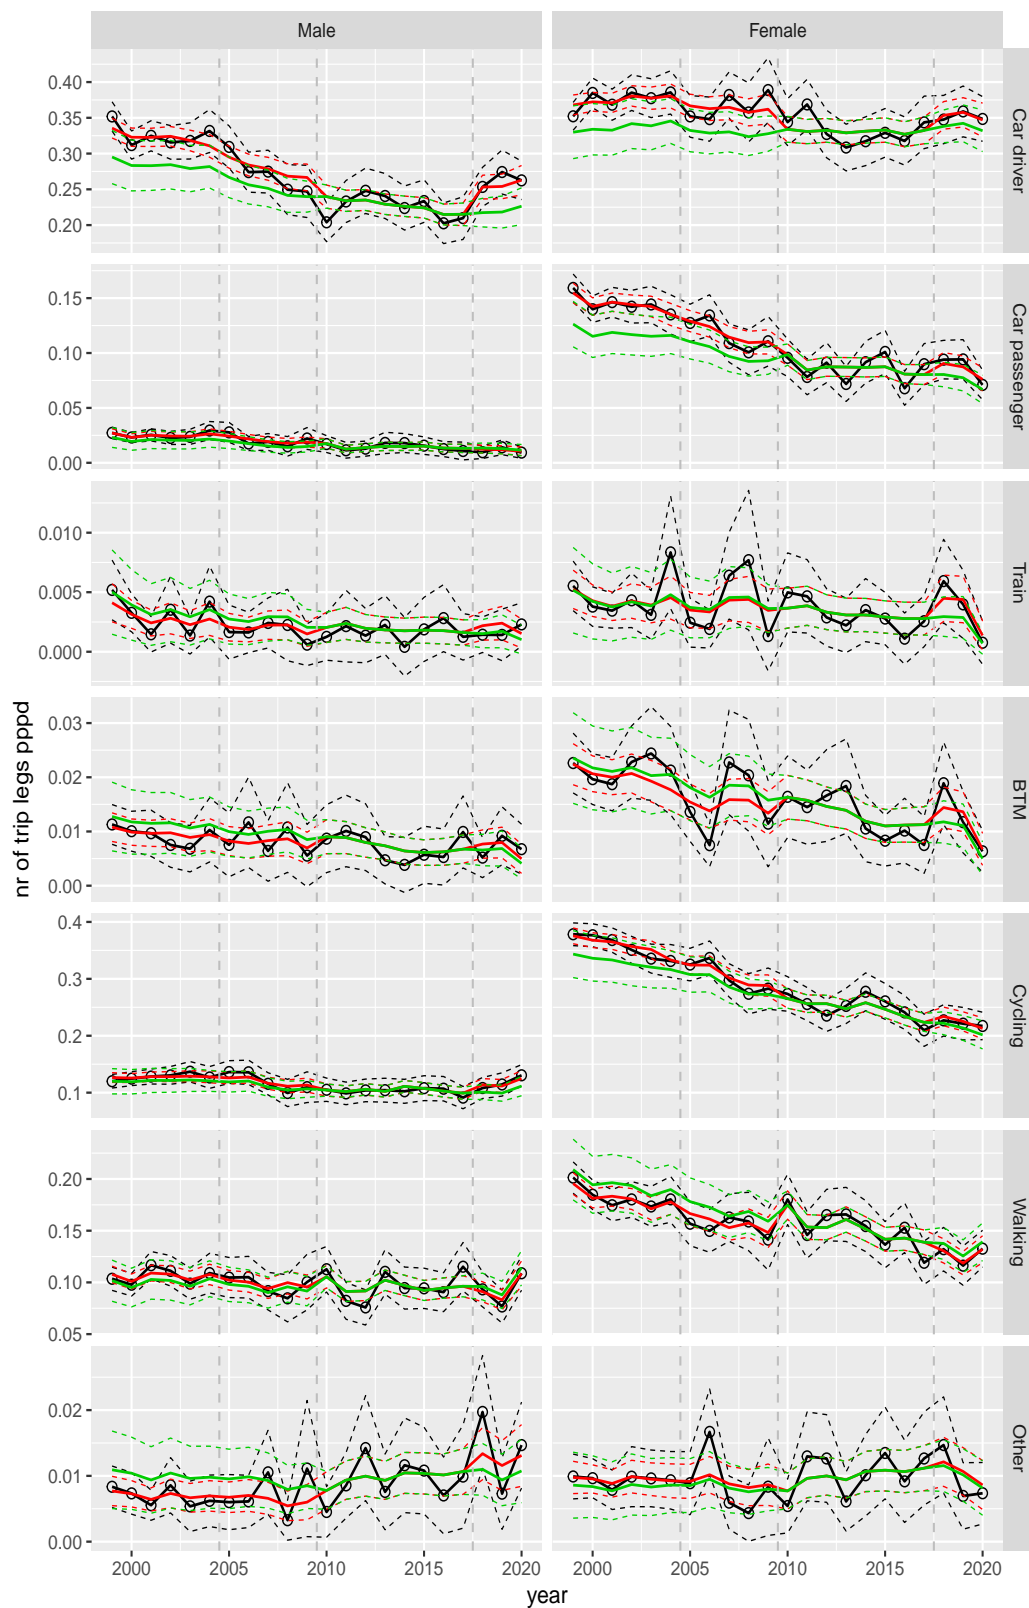 Male Female
0.40
0.35
0.30
0.25
0.20
Car driver
0.15
0.10
0.05
0.00
Car passenger
0.010
0.005
0.000
Train
0.03
0.02
0.01
0.00
BTM
0.4
0.3
0.2
0.1
Cycling
0.20
0.15
0.10
0.05
Walking
0.02
0.01
0.00
Other
nr of trip legs pppd
2000 2005 2010 2015 2020 2000 2005 2010 2015 2020
year